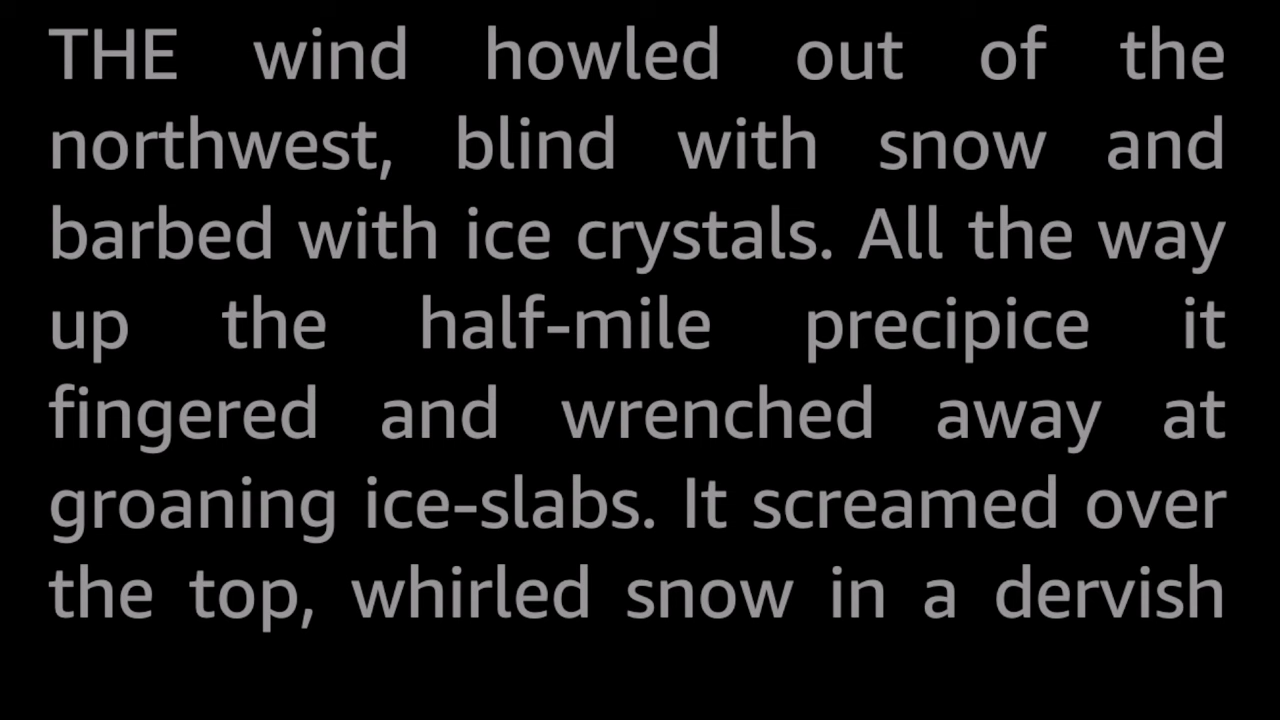 THE wind howled out of the
northwest, blind with snow and
barbed with ice crystals. All the way
up the half-mile precipice it
fingered and wrenched away at
groaning ice-slabs. It screamed over
the top, whirled snow in a dervish